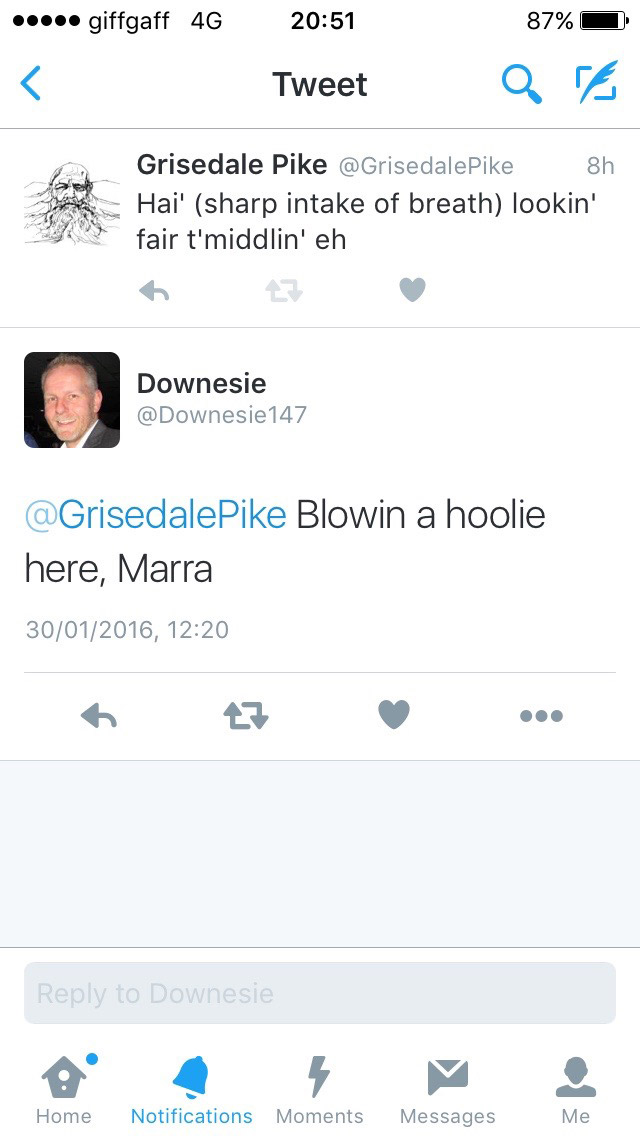 giffgaff 4G 20:51 87%
Tweet
Grisedale Pike @GrisedalePike 8h
Hai' (sharp intake of breath) lookin'
fair t'middlin' eh
Downesie
@Downesie147
@GrisedalePike Blowin a hoolie
here, Marra
30/01/2016, 12:20
Reply to Downesie
Home Notifications Moments Messages Me